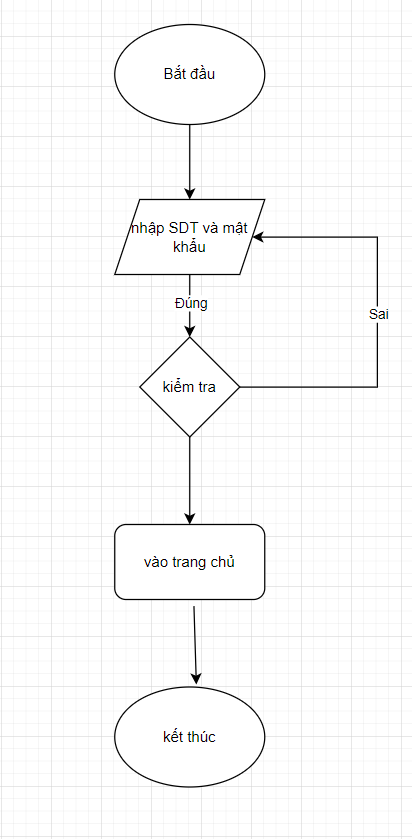 Bắt đầu
nhập SDT và mật
khẩu
Đúng
Sai
kiểm tra
vào trang chủ
kết thúc